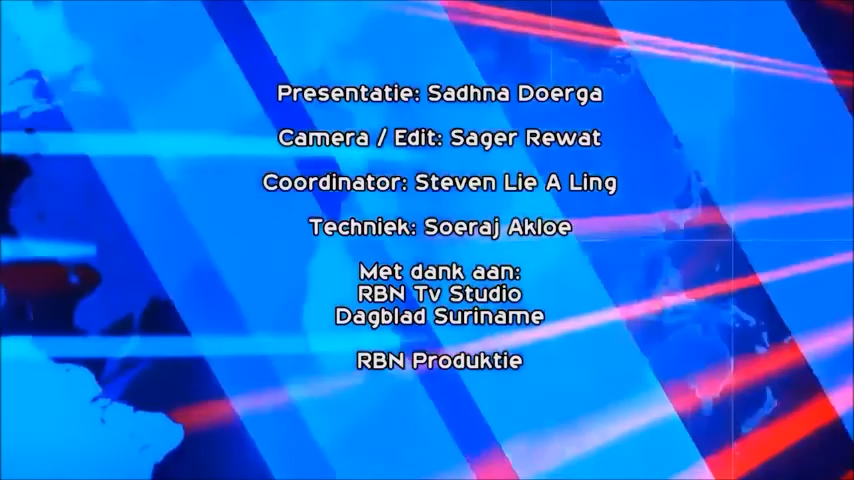 Presentatie: Sadhna Doerga
Camera / Edit: Sager Rewat
Coordinator: Steven Lie A Ling
Techniek: Soeraj Akloe
Met dank aan:
RBN Tv Studio
Dagblad Suriname
RBN Produktie